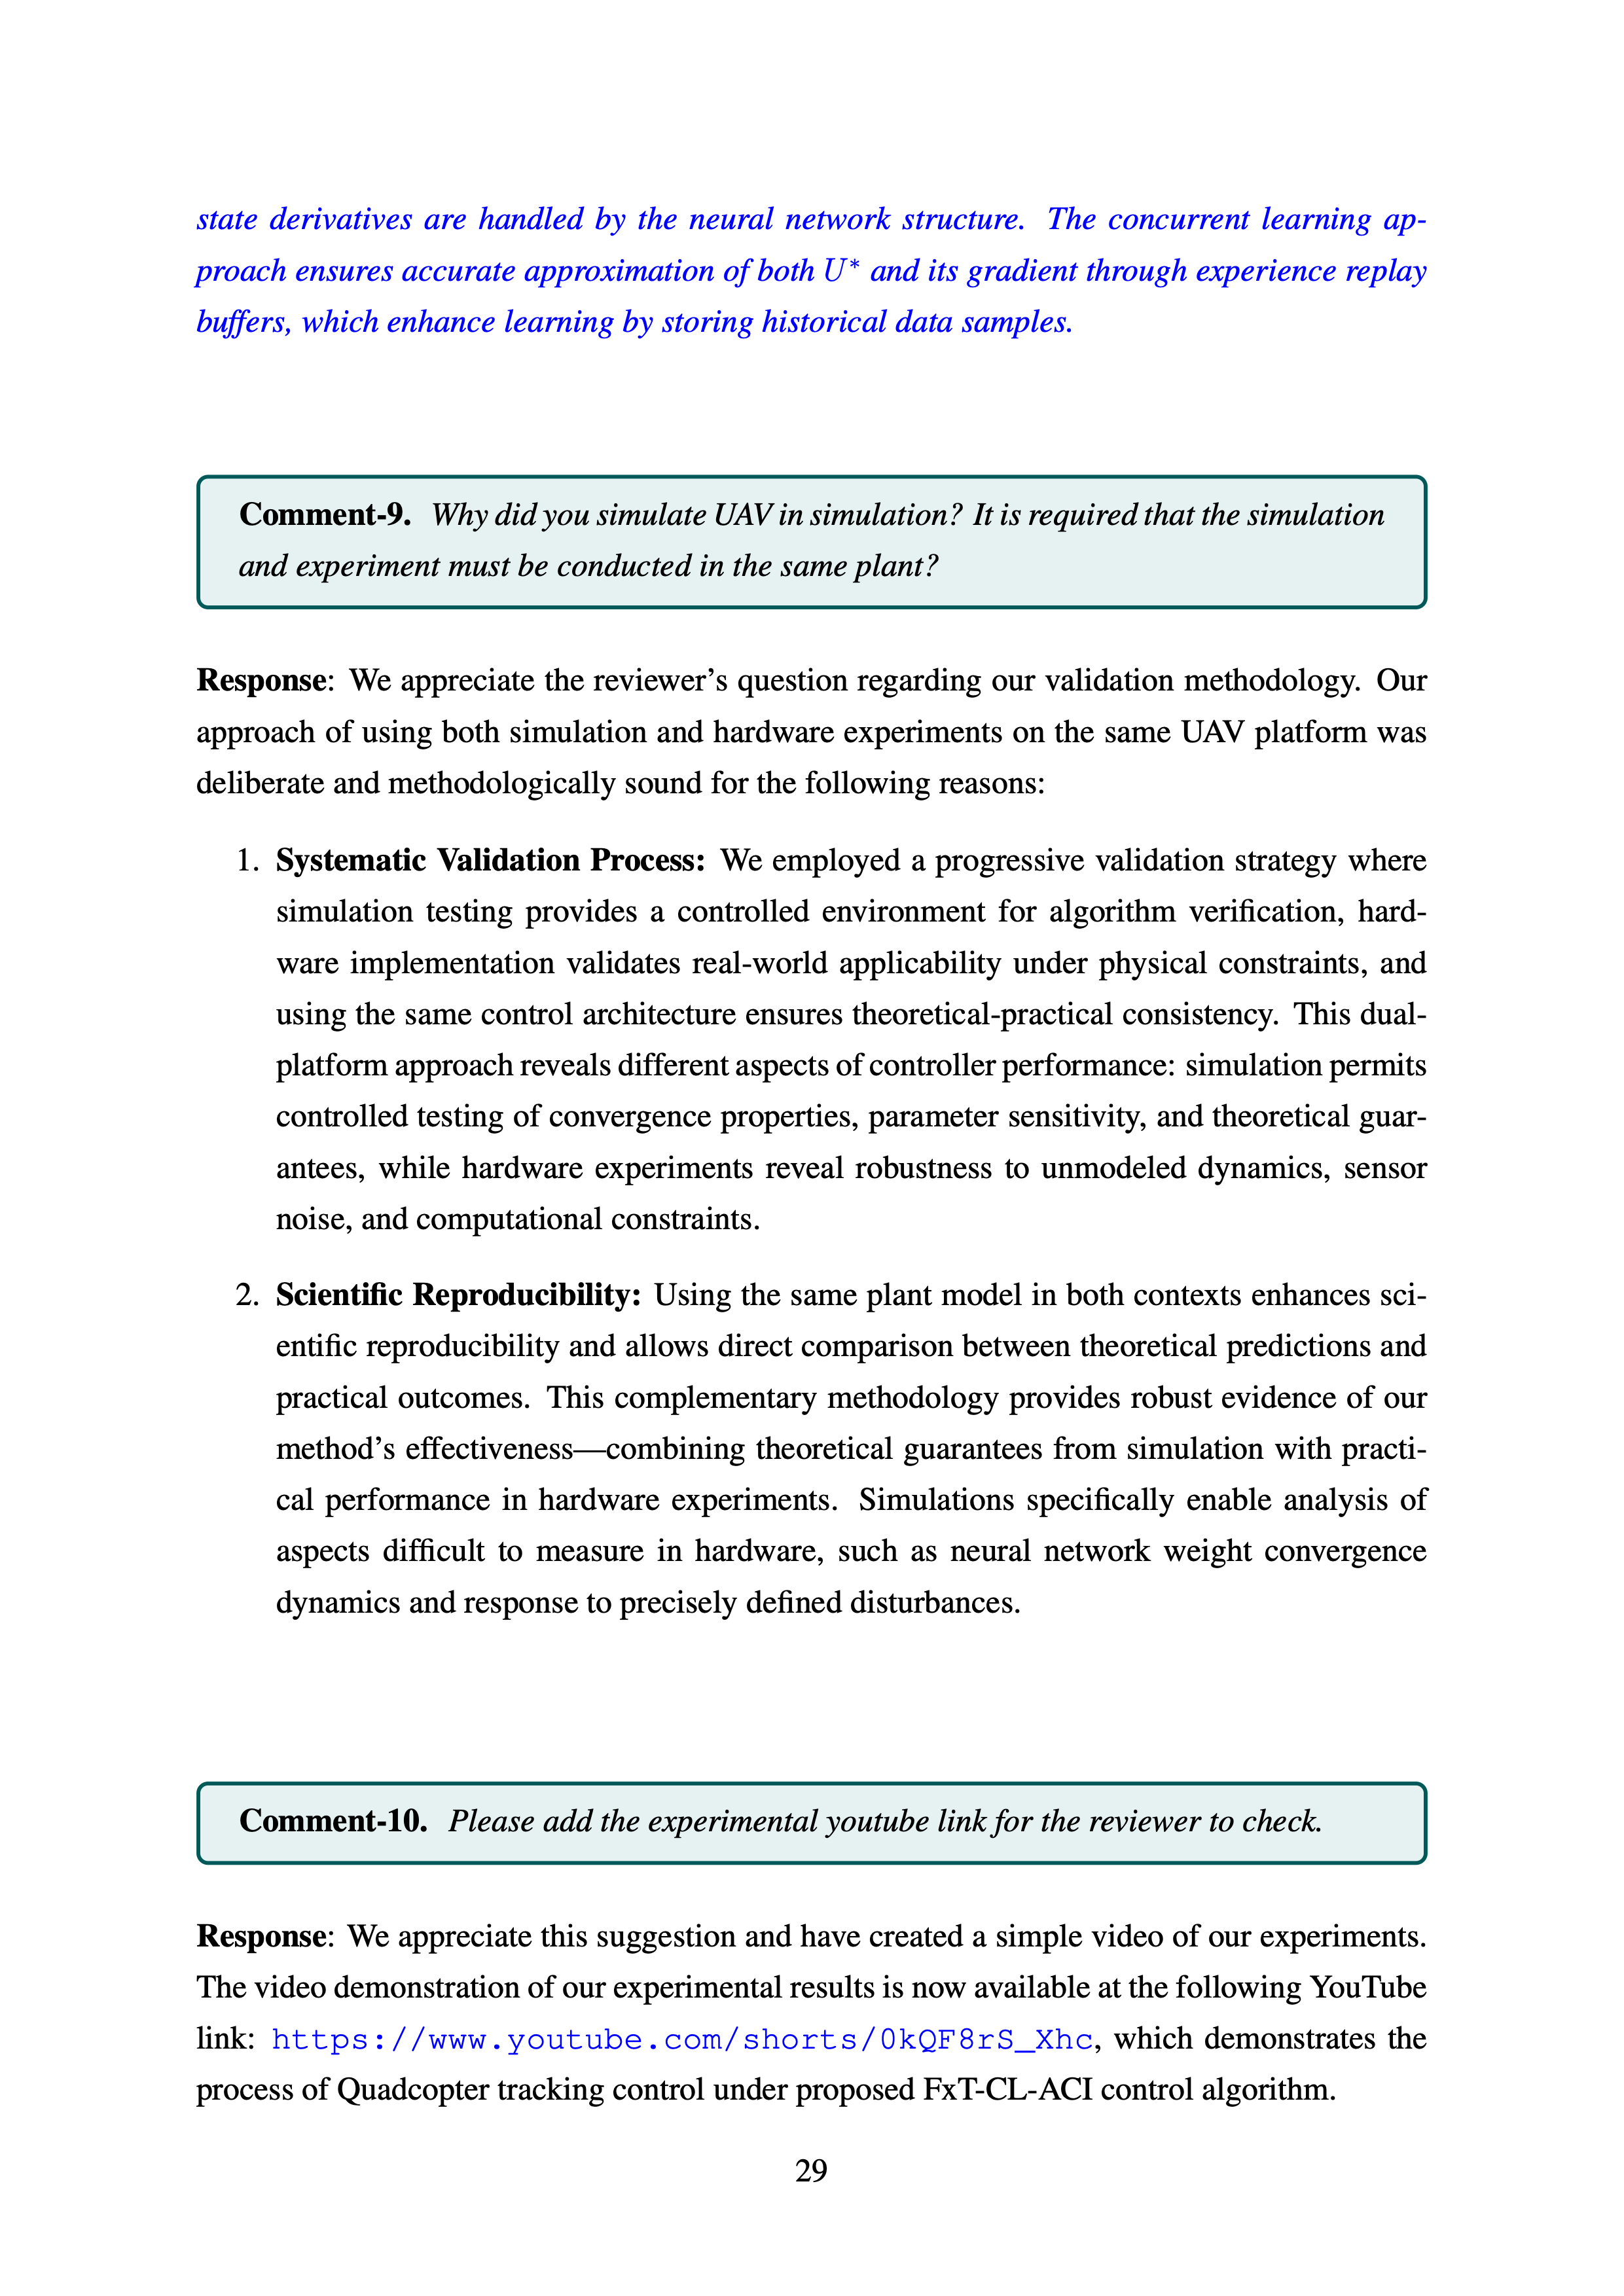 state derivatives are handled by the neural network structure. The concurrent learning ap-
proach ensures accurate approximation of both U* and its gradient through experience replay
buffers, which enhance learning by storing historical data samples.
Comment-9. Why did you simulate UAV in simulation? It is required that the simulation
and experiment must be conducted in the same plant?
Response: We appreciate the reviewer's question regarding our validation methodology. Our
approach of using both simulation and hardware experiments on the same UAV platform was
deliberate and methodologically sound for the following reasons:
1. Systematic Validation Process: We employed a progressive validation strategy where
simulation testing provides a controlled environment for algorithm verification, hard-
ware implementation validates real-world applicability under physical constraints, and
using the same control architecture ensures theoretical-practical consistency. This dual-
platform approach reveals different aspects of controller performance: simulation permits
controlled testing of convergence properties, parameter sensitivity, and theoretical guar-
antees, while hardware experiments reveal robustness to unmodeled dynamics, sensor
noise, and computational constraints.
2. Scientific Reproducibility: Using the same plant model in both contexts enhances sci-
entific reproducibility and allows direct comparison between theoretical predictions and
practical outcomes. This complementary methodology provides robust evidence of our
method's effectiveness—combining theoretical guarantees from simulation with practi-
cal performance in hardware experiments. Simulations specifically enable analysis of
aspects difficult to measure in hardware, such as neural network weight convergence
dynamics and response to precisely defined disturbances.
Comment-10. Please add the experimental youtube link for the reviewer to check.
Response: We appreciate this suggestion and have created a simple video of our experiments.
The video demonstration of our experimental results is now available at the following YouTube
link: https://www.youtube.com/shorts/0kQF8rS_Xhc, which demonstrates the
process of Quadcopter tracking control under proposed FxT-CL-ACI control algorithm.
29